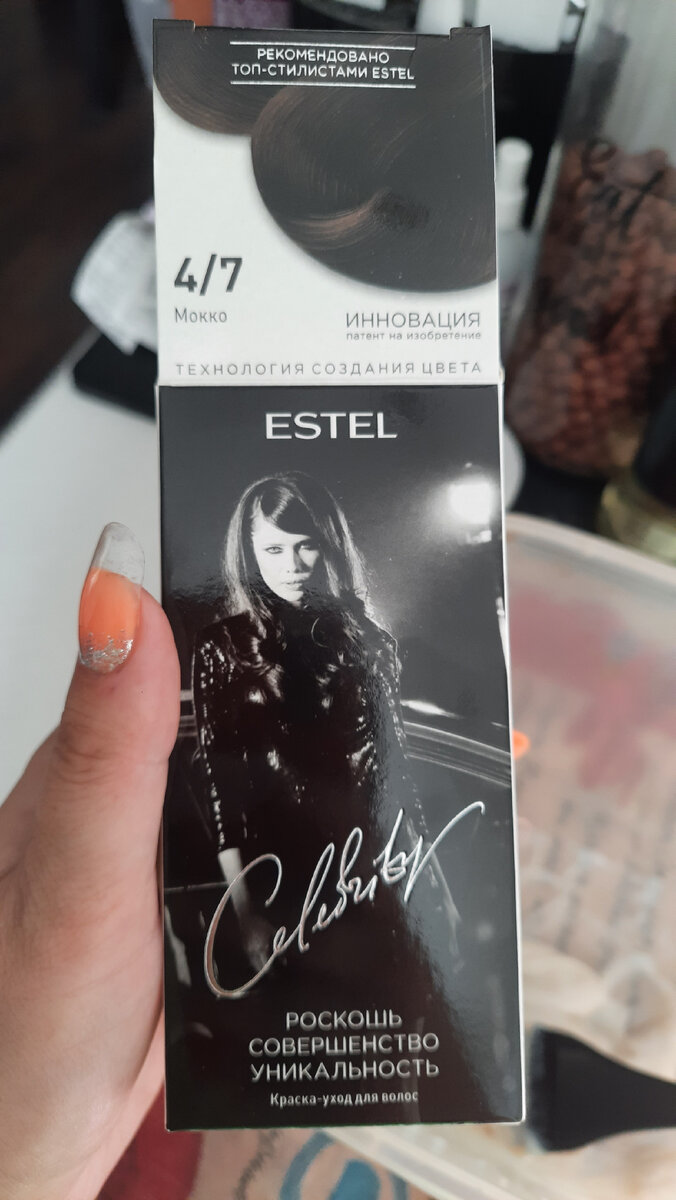 РЕКОМЕНДОВАНО
ТОП-СТИЛИСТАМИ ESTEL
4/7
Мокко
ИННОВАЦИЯ
патент на изобретение
ТЕХНОЛОГИЯ СОЗДАНИЯ ЦВЕТА
ESTEL
Celebrity
РОСКОШЬ
СОВЕРШЕНСТВО
УНИКАЛЬНОСТЬ
Краска-уход для волос